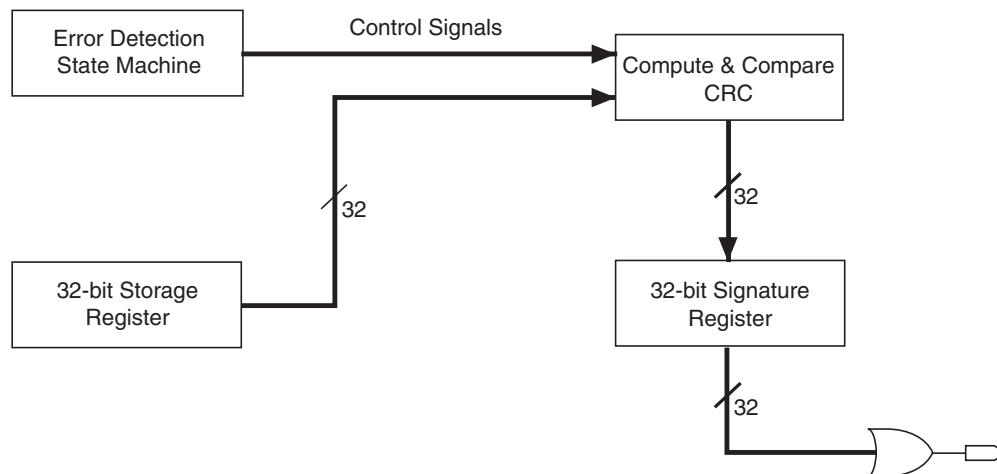 Error Detection
State Machine
Control Signals
Compute & Compare
CRC
32
32
32-bit Storage
Register
32-bit Signature
Register
32